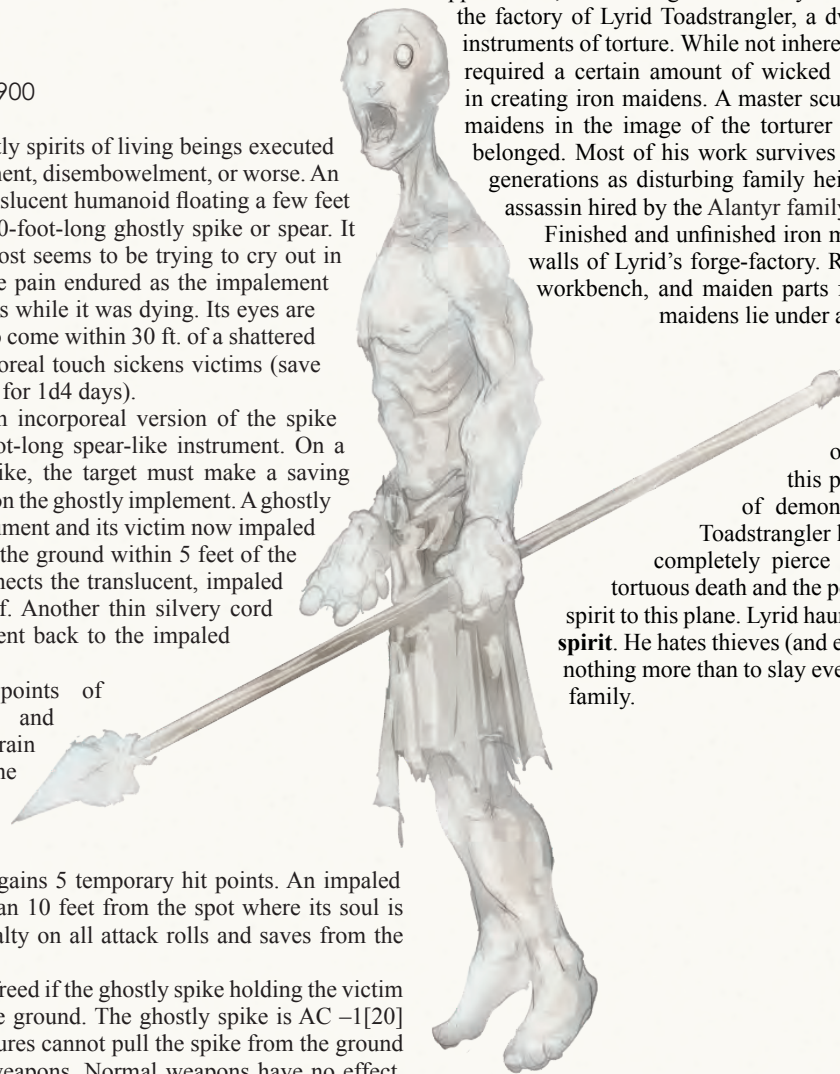 900
tly spirits of living beings executed
ent, disembowelment, or worse. An
slucent humanoid floating a few feet
0-foot-long ghostly spike or spear. It
ost seems to be trying to cry out in
e pain endured as the impalement
s while it was dying. Its eyes are
o come within 30 ft. of a shattered
oreal touch sickens victims (save
for 1d4 days).
n incorporeal version of the spike
ot-long spear-like instrument. On a
ike, the target must make a saving
on the ghostly implement. A ghostly
ument and its victim now impaled
the ground within 5 feet of the
nects the translucent, impaled
f. Another thin silvery cord
ent back to the impaled
points of
and
rain
ne
gains 5 temporary hit points. An impaled
an 10 feet from the spot where its soul is
alty on all attack rolls and saves from the
freed if the ghostly spike holding the victim
e ground. The ghostly spike is AC –1[20]
ures cannot pull the spike from the ground
weapons. Normal weapons have no effect
the factory of Lyrid Toadstrangler, a dw
instruments of torture. While not inhere
required a certain amount of wicked
in creating iron maidens. A master scu
maidens in the image of the torturer
belonged. Most of his work survives
generations as disturbing family hei
assassin hired by the Alantyr family
Finished and unfinished iron m
walls of Lyrid's forge-factory. R
workbench, and maiden parts
maidens lie under a
o
this p
of demon
Toadstrangler
completely pierce
tortuous death and the p
spirit to this plane. Lyrid haun
spirit. He hates thieves (and e
nothing more than to slay eve
family.